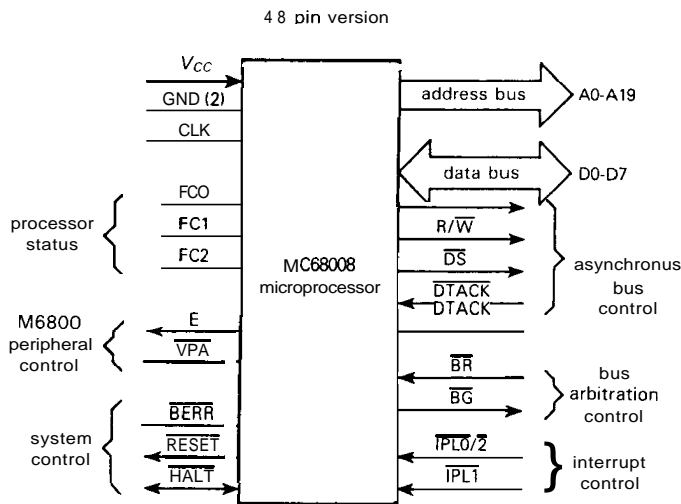 48 pin version
VCC
GND (2)
CLK
FC0
FC1
FC2
processor
status
E
VPA
M6800
peripheral
control
BERR
RESET
HALT
system
control
MC68008
microprocessor
address bus
A0-A19
data bus
D0-D7
R/W
DS
DTACK
DTACK
asynchronus
bus
control
BR
BG
bus
arbitration
control
IPL0/2
IPL1
interrupt
control